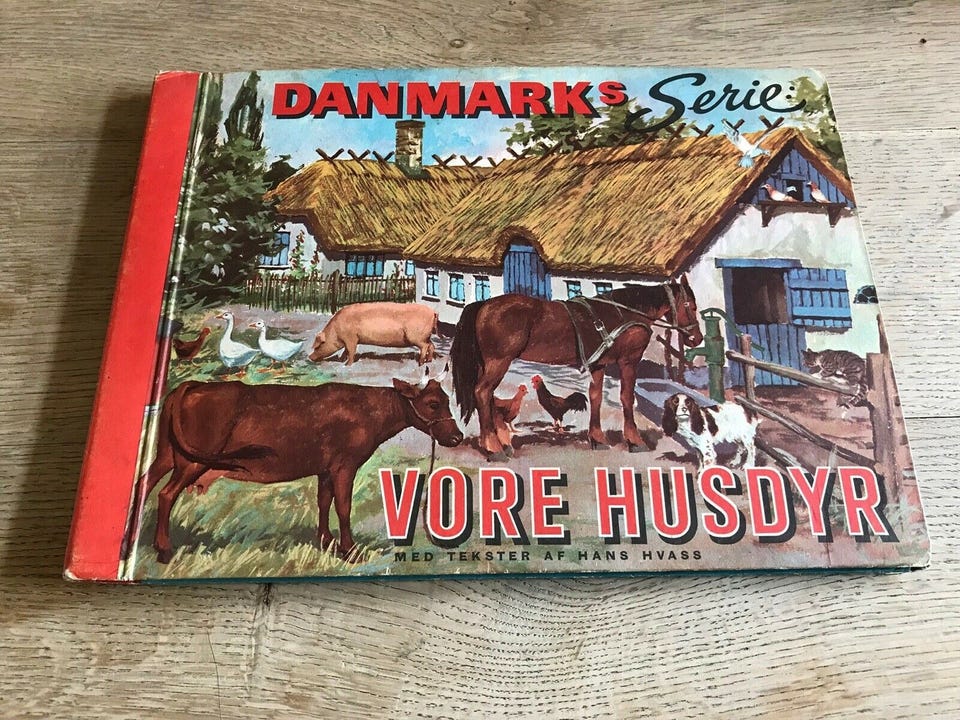 DANMARKS Serie:
VORE HUSDYR
MED TEKSTER AF HANS HVASS